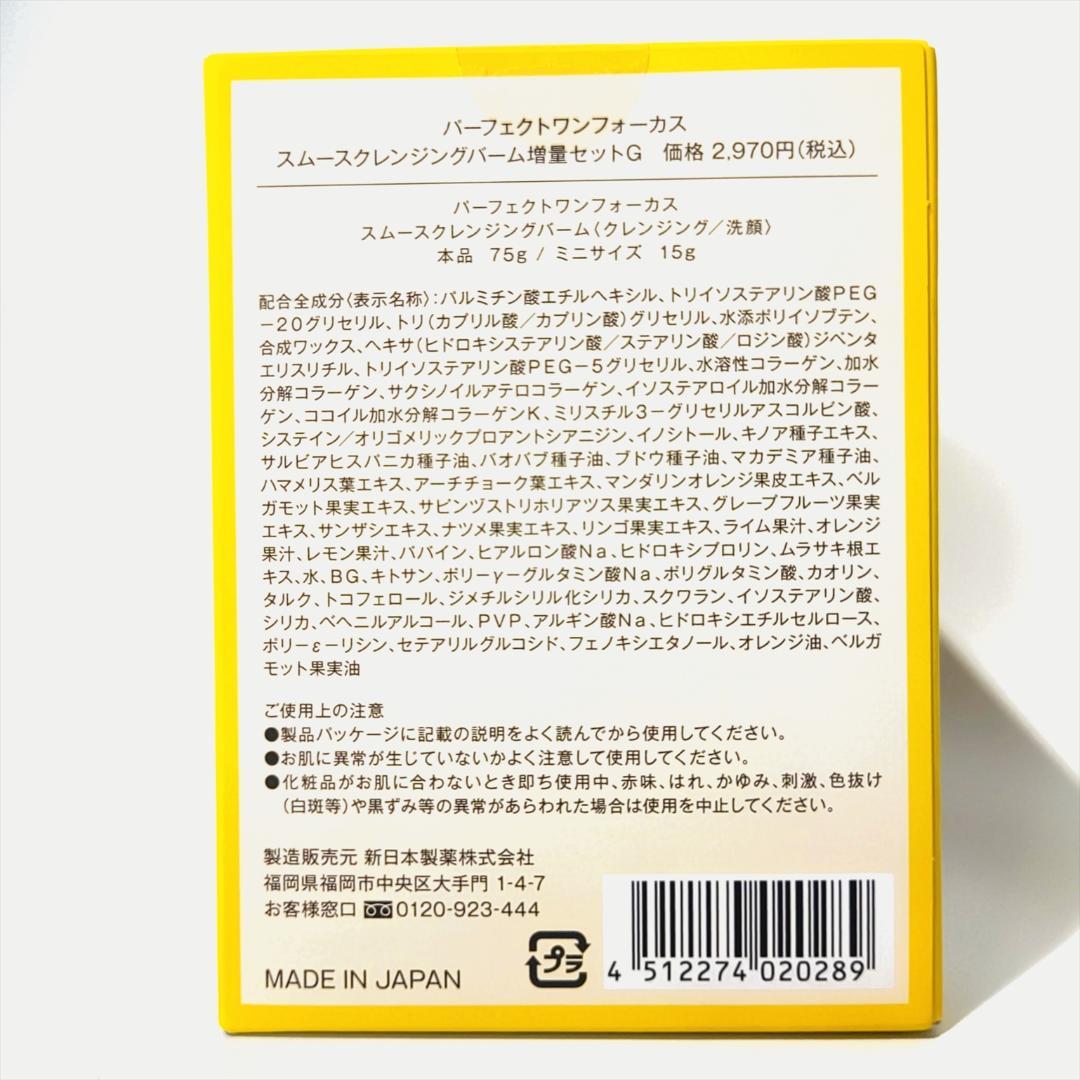 パーフェクトワンフォーカス
スムースクレンジングバーム増量セットG　価格 2,970円(税込)
パーフェクトワンフォーカス
スムースクレンジングバーム〈クレンジング／洗顔〉
本品　75g / ミニサイズ　15g
配合全成分〈表示名称〉：パルミチン酸エチルヘキシル、トリイソステアリン酸PEG
－20グリセリル、トリ(カプリル酸／カプリン酸)グリセリル、水添ポリイソブテン、
合成ワックス、ヘキサ(ヒドロキシステアリン酸／ステアリン酸／ロジン酸)ジペンタ
エリスリチル、トリイソステアリン酸PEG－5グリセリル、水溶性コラーゲン、加水
分解コラーゲン、サクシノイルアテロコラーゲン、イソステアロイル加水分解コラー
ゲン、ココイル加水分解コラーゲンK、ミリスチル3－グリセリルアスコルビン酸、
システイン／オリゴメリックプロアントシアニジン、イノシトール、キノア種子エキス、
サルビアヒスパニカ種子油、バオバブ種子油、ブドウ種子油、マカデミア種子油、
ハマメリス葉エキス、アーチチョーク葉エキス、マンダリンオレンジ果皮エキス、ベル
ガモット果実エキス、サピンヅストリホリアツス果実エキス、グレープフルーツ果実
エキス、サンザシエキス、ナツメ果実エキス、リンゴ果実エキス、ライム果汁、オレンジ
果汁、レモン果汁、パパイン、ヒアルロン酸Na、ヒドロキシプロリン、ムラサキ根エ
キス、水、BG、キトサン、ポリ－γ－グルタミン酸Na、ポリグルタミン酸、カオリン、
タルク、トコフェロール、ジメチルシリル化シリカ、スクワラン、イソステアリン酸、
シリカ、ベヘニルアルコール、PVP、アルギン酸Na、ヒドロキシエチルセルロース、
ポリ－ε－リシン、セテアリルグルコシド、フェノキシエタノール、オレンジ油、ベルガ
モット果実油
ご使用上の注意
●製品パッケージに記載の説明をよく読んでから使用してください。
●お肌に異常が生じていないかよく注意して使用してください。
●化粧品がお肌に合わないとき即ち使用中、赤味、はれ、かゆみ、刺激、色抜け
(白斑等)や黒ずみ等の異常があらわれた場合は使用を中止してください。
製造販売元 新日本製薬株式会社
福岡県福岡市中央区大手門 1-4-7
お客様窓口 0120-923-444
MADE IN JAPAN
プラ
4 512274 020289